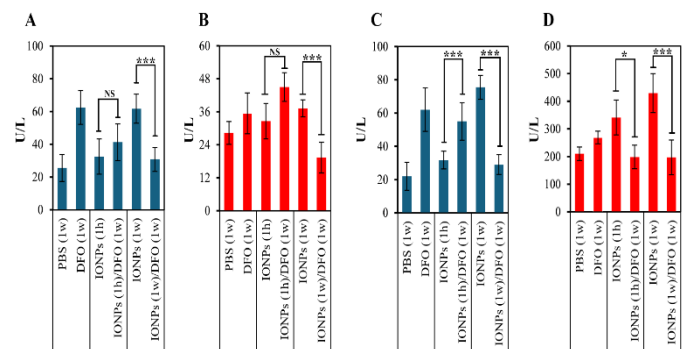 A
100
80
60
40
20
0
U/L
NS
***
PBS (1w)
DFO (1w)
IONPs (1h)
IONPs (1h)/DFO (1w)
IONPs (1w)
IONPs (1w)/DFO (1w)
B
60
48
36
24
12
0
U/L
NS
***
PBS (1w)
DFO (1w)
IONPs (1h)
IONPs (1h)/DFO (1w)
IONPs (1w)
IONPs (1w)/DFO (1w)
C
100
80
60
40
20
0
U/L
***
***
PBS (1w)
DFO (1w)
IONPs (1h)
IONPs (1h)/DFO (1w)
IONPs (1w)
IONPs (1w)/DFO (1w)
D
600
500
400
300
200
100
0
U/L
*
***
PBS (1w)
DFO (1w)
IONPs (1h)
IONPs (1h)/DFO (1w)
IONPs (1w)
IONPs (1w)/DFO (1w)